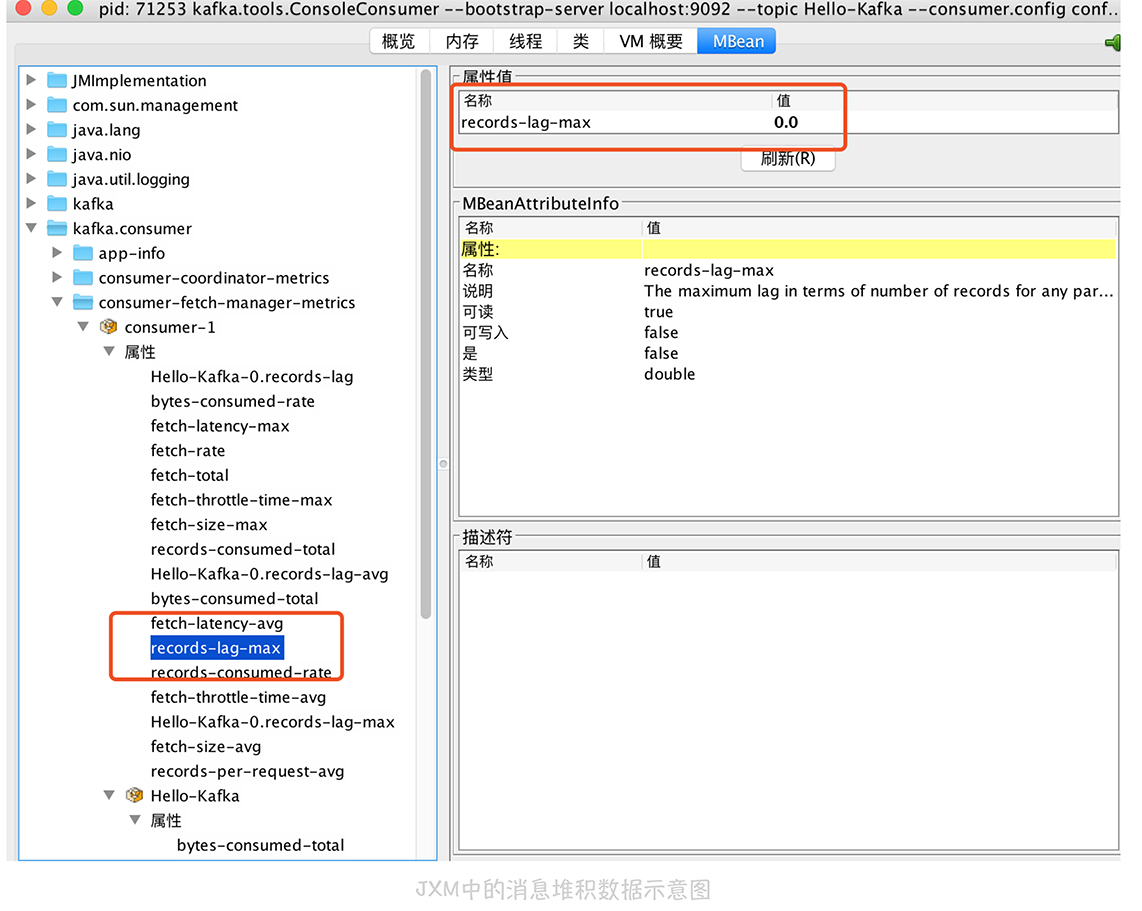 pid: 71253 kafka.tools.ConsoleConsumer --bootstrap-server localhost:9092 --topic Hello-Kafka --consumer.config conf...
概览 内存 线程 类 VM 概要 MBean
JMImplementation
com.sun.management
java.lang
java.nio
java.util.logging
kafka
kafka.consumer
app-info
consumer-coordinator-metrics
consumer-fetch-manager-metrics
consumer-1
属性
Hello-Kafka-0.records-lag
bytes-consumed-rate
fetch-latency-max
fetch-rate
fetch-total
fetch-throttle-time-max
fetch-size-max
records-consumed-total
Hello-Kafka-0.records-lag-avg
bytes-consumed-total
fetch-latency-avg
records-lag-max
records-consumed-rate
fetch-throttle-time-avg
Hello-Kafka-0.records-lag-max
fetch-size-avg
records-per-request-avg
Hello-Kafka
属性
bytes-consumed-total
属性值
名称 值
records-lag-max 0.0
刷新(R)
MBeanAttributeInfo
名称 值
属性:
名称 records-lag-max
说明 The maximum lag in terms of number of records for any par...
可读 true
可写入 false
是 false
类型 double
描述符
名称 值
JXM中的消息堆积数据示意图